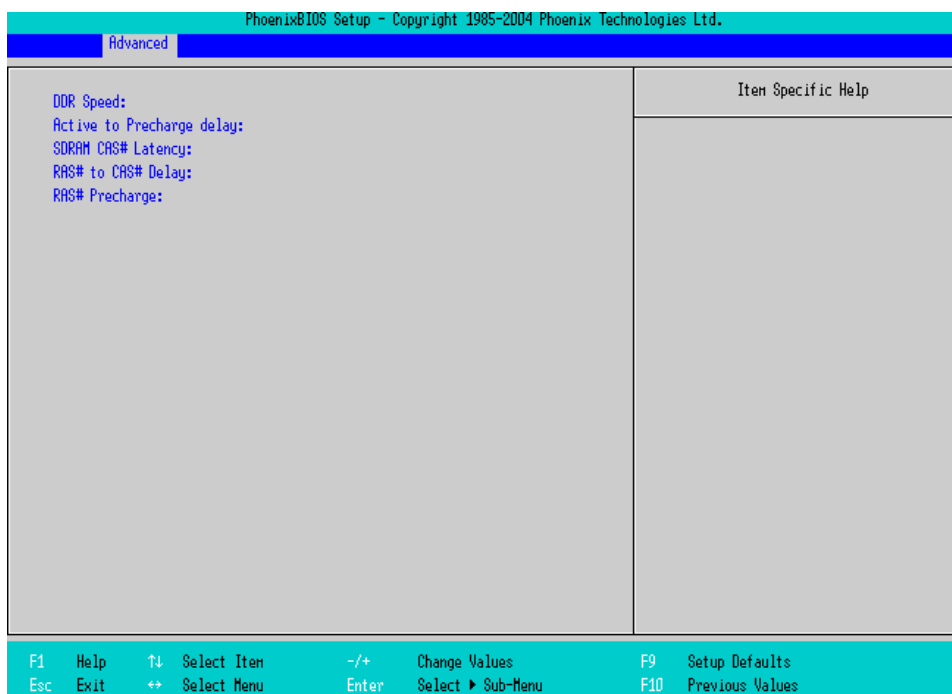 PhoenixBIOS Setup - Copyright 1985-2004 Phoenix Technologies Ltd.
Advanced
Item Specific Help
DDR Speed:
Active to Precharge delay:
SDRAM CAS# Latency:
RAS# to CAS# Delay:
RAS# Precharge:
F1 Help ↑↓ Select Item -/+ Change Values F9 Setup Defaults
Esc Exit ↔ Select Menu Enter Select ▶ Sub-Menu F10 Previous Values